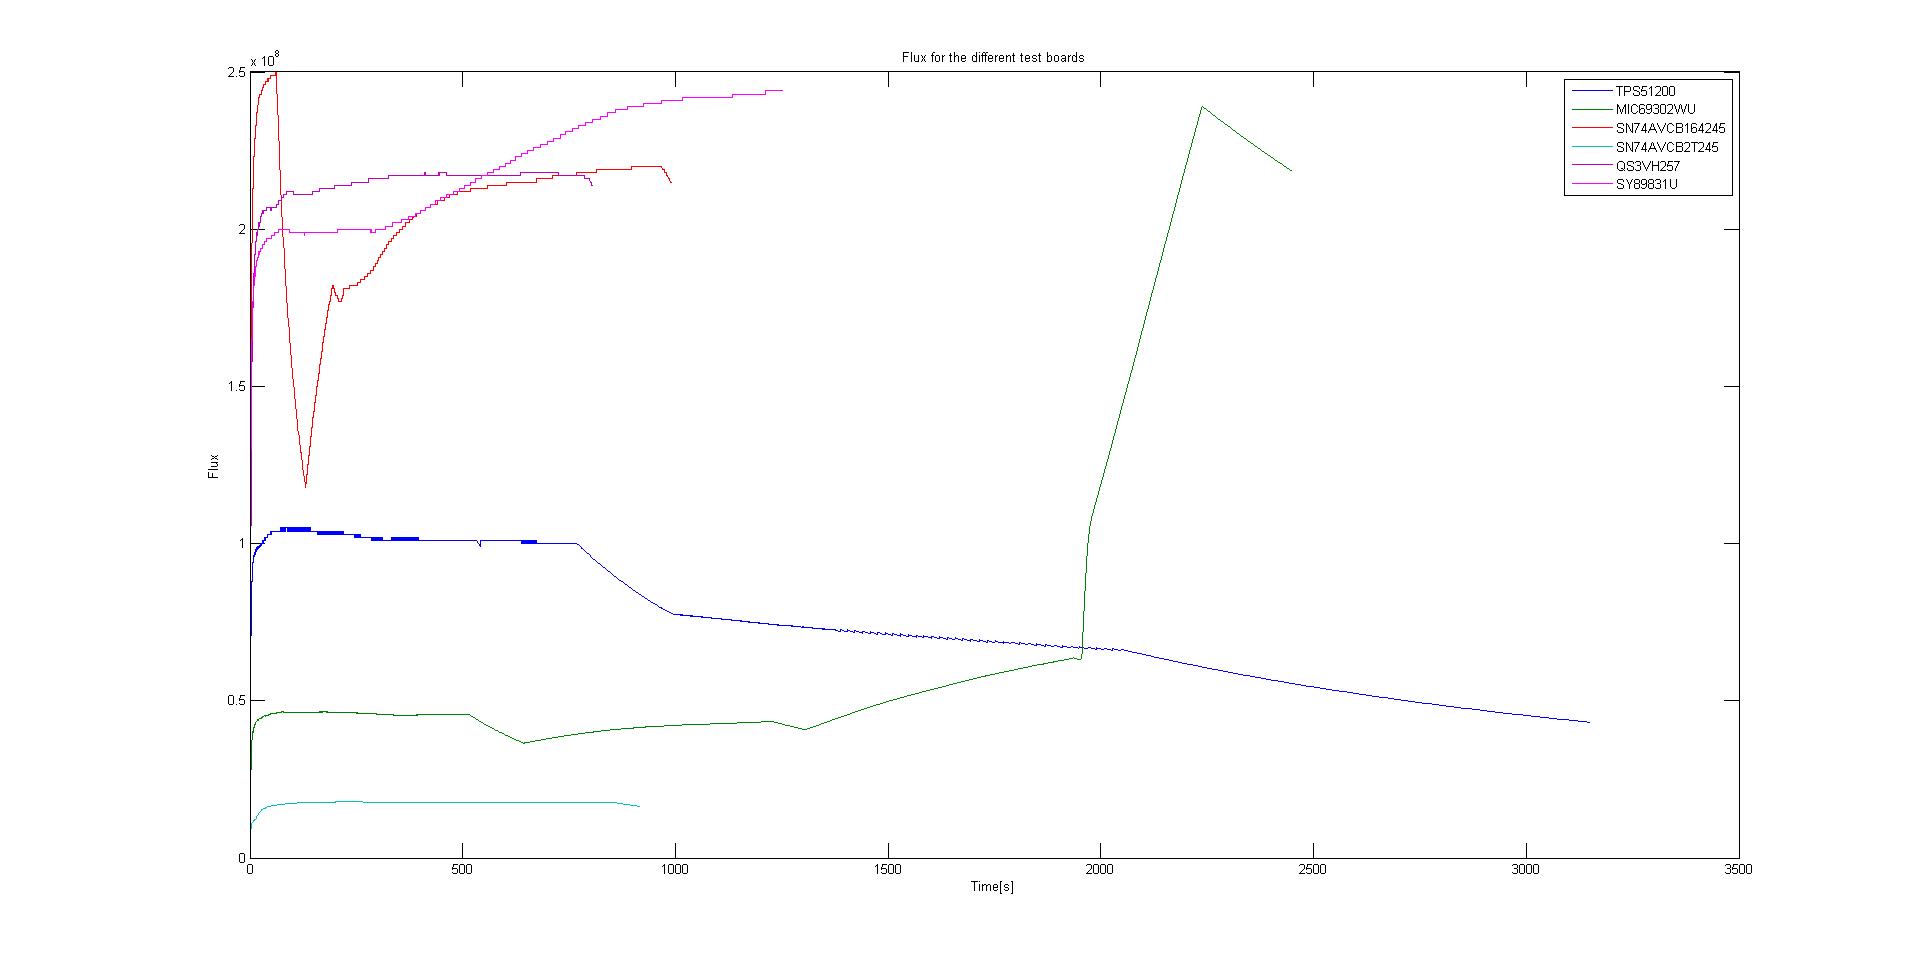 Flux for the different test boards
x 10^8
2.5
2
1.5
1
0.5
0
Flux
0 500 1000 1500 2000 2500 3000 3500
Time[s]
TPS51200
MIC69302WU
SN74AVCB164245
SN74AVCB2T245
QS3VH257
SY89831U